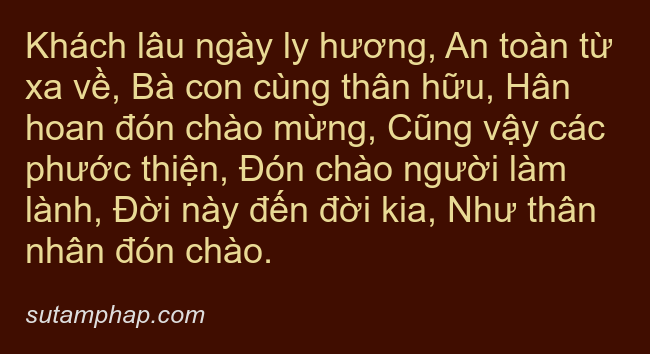 Khách lâu ngày ly hương, An toàn từ
xa về, Bà con cùng thân hữu, Hân
hoan đón chào mừng, Cũng vậy các
phước thiện, Đón chào người làm
lành, Đời này đến đời kia, Như thân
nhân đón chào.
sutamphap.com